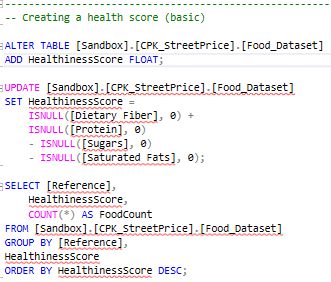 -- Creating a health score (basic)
ALTER TABLE [Sandbox].[CPK_StreetPrice].[Food_Dataset]
ADD HealthinessScore FLOAT;
UPDATE [Sandbox].[CPK_StreetPrice].[Food_Dataset]
SET HealthinessScore =
ISNULL([Dietary Fiber], 0) +
ISNULL([Protein], 0)
- ISNULL([Sugars], 0)
- ISNULL([Saturated Fats], 0);
SELECT [Reference],
HealthinessScore,
COUNT(*) AS FoodCount
FROM [Sandbox].[CPK_StreetPrice].[Food_Dataset]
GROUP BY [Reference],
HealthinessScore
ORDER BY HealthinessScore DESC;